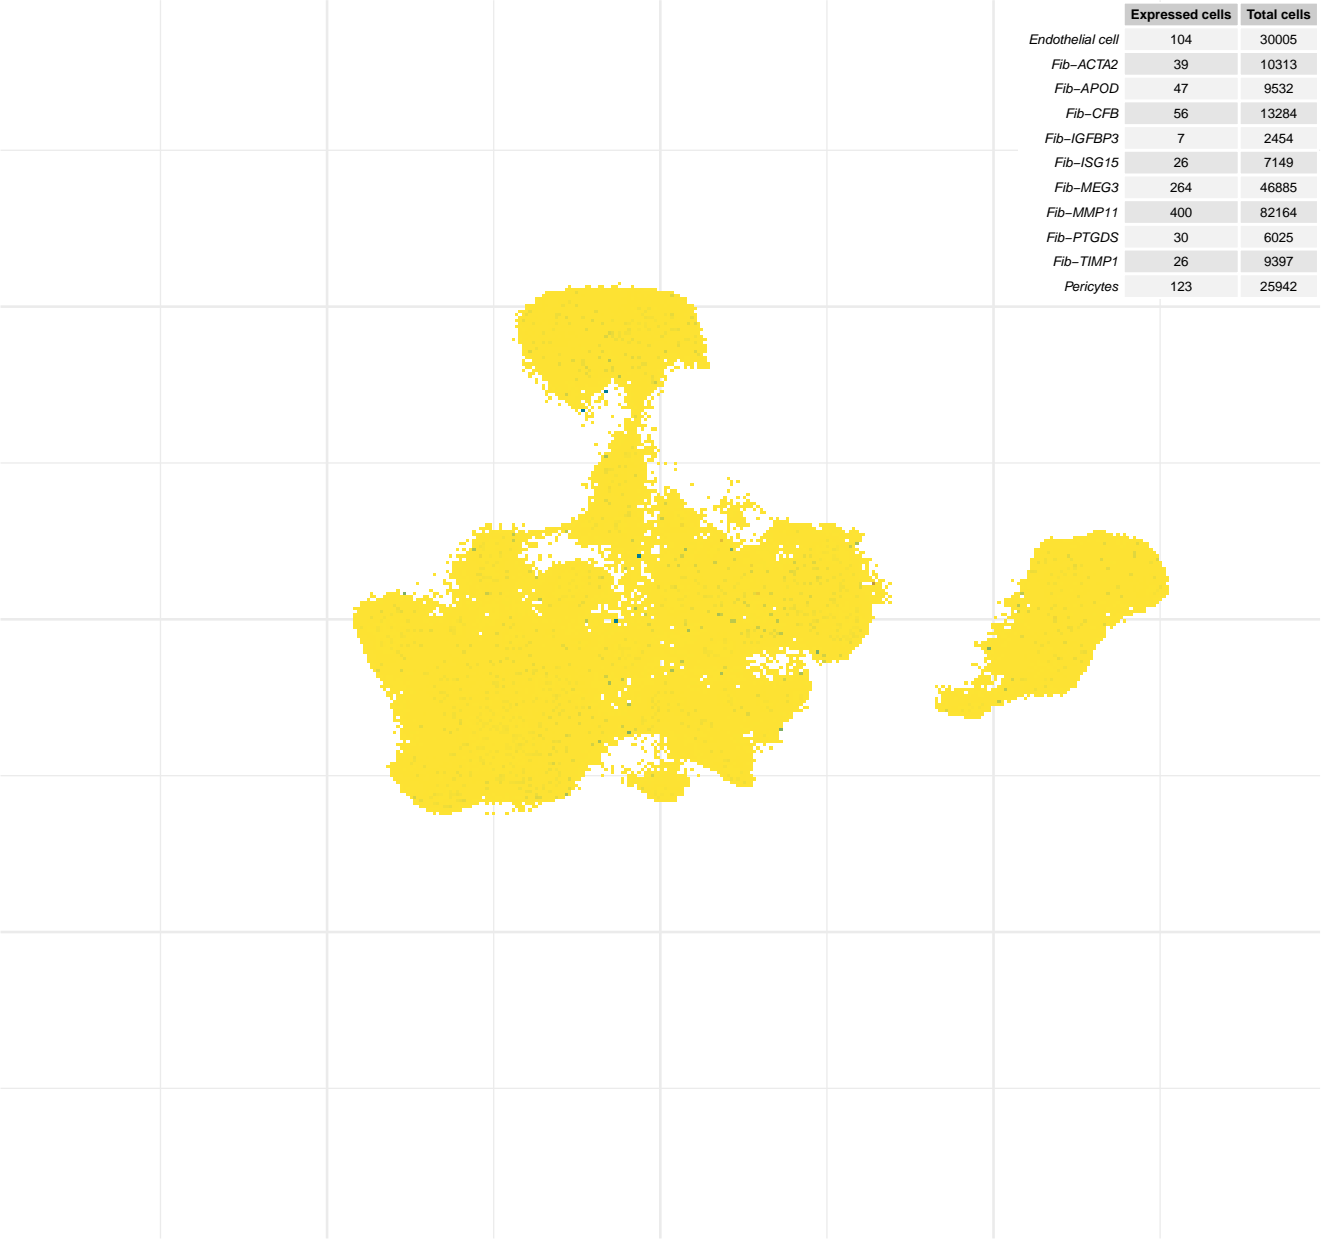 Expressed cells Total cells
Endothelial cell 104 30005
Fib−ACTA2 39 10313
Fib−APOD 47 9532
Fib−CFB 56 13284
Fib−IGFBP3 7 2454
Fib−ISG15 26 7149
Fib−MEG3 264 46885
Fib−MMP11 400 82164
Fib−PTGDS 30 6025
Fib−TIMP1 26 9397
Pericytes 123 25942